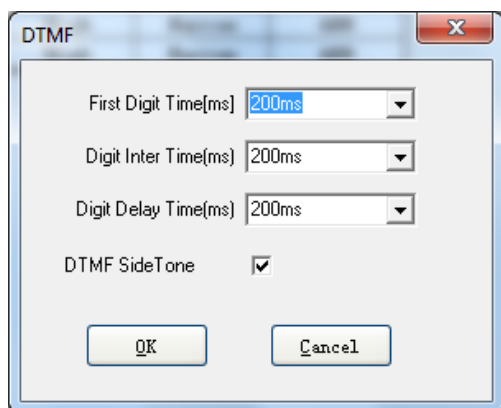 DTMF
First Digit Time[ms] 200ms
Digit Inter Time(ms) 200ms
Digit Delay Time(ms) 200ms
DTMF SideTone
OK Cancel